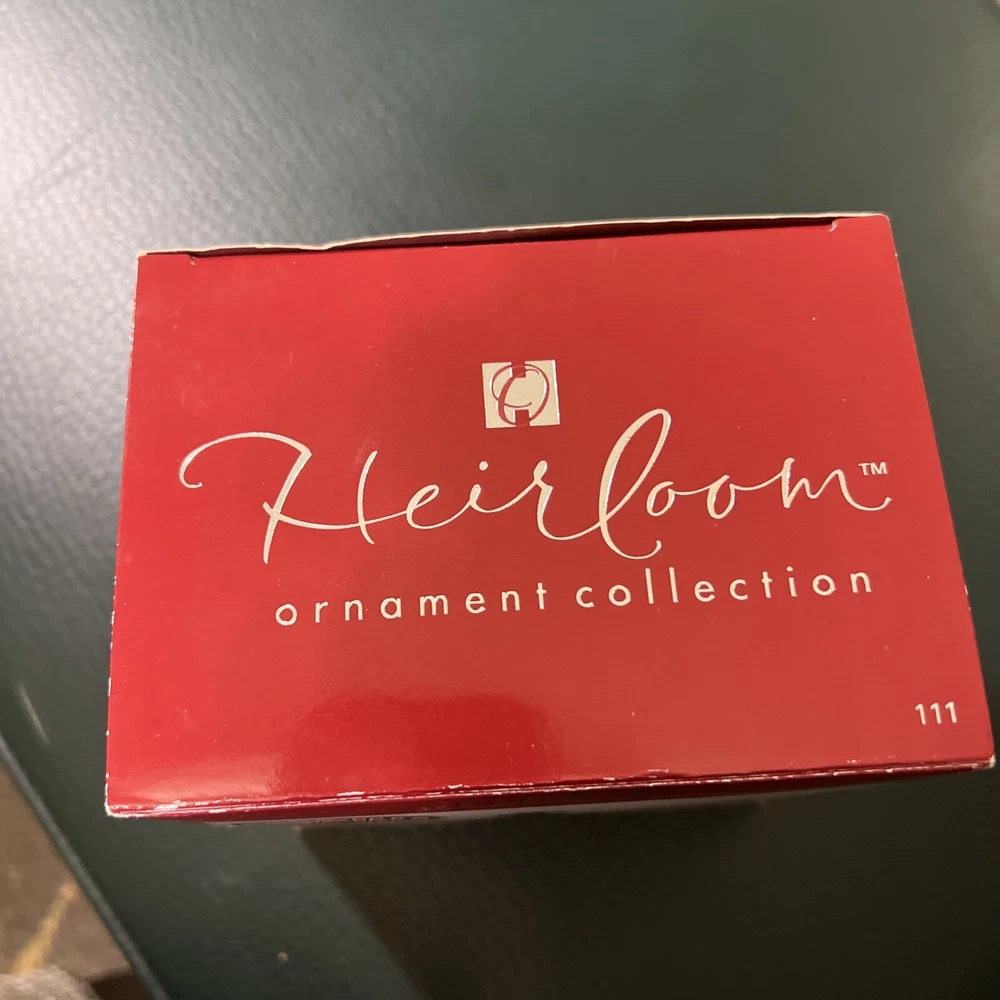 Heirloom™
ornament collection
111